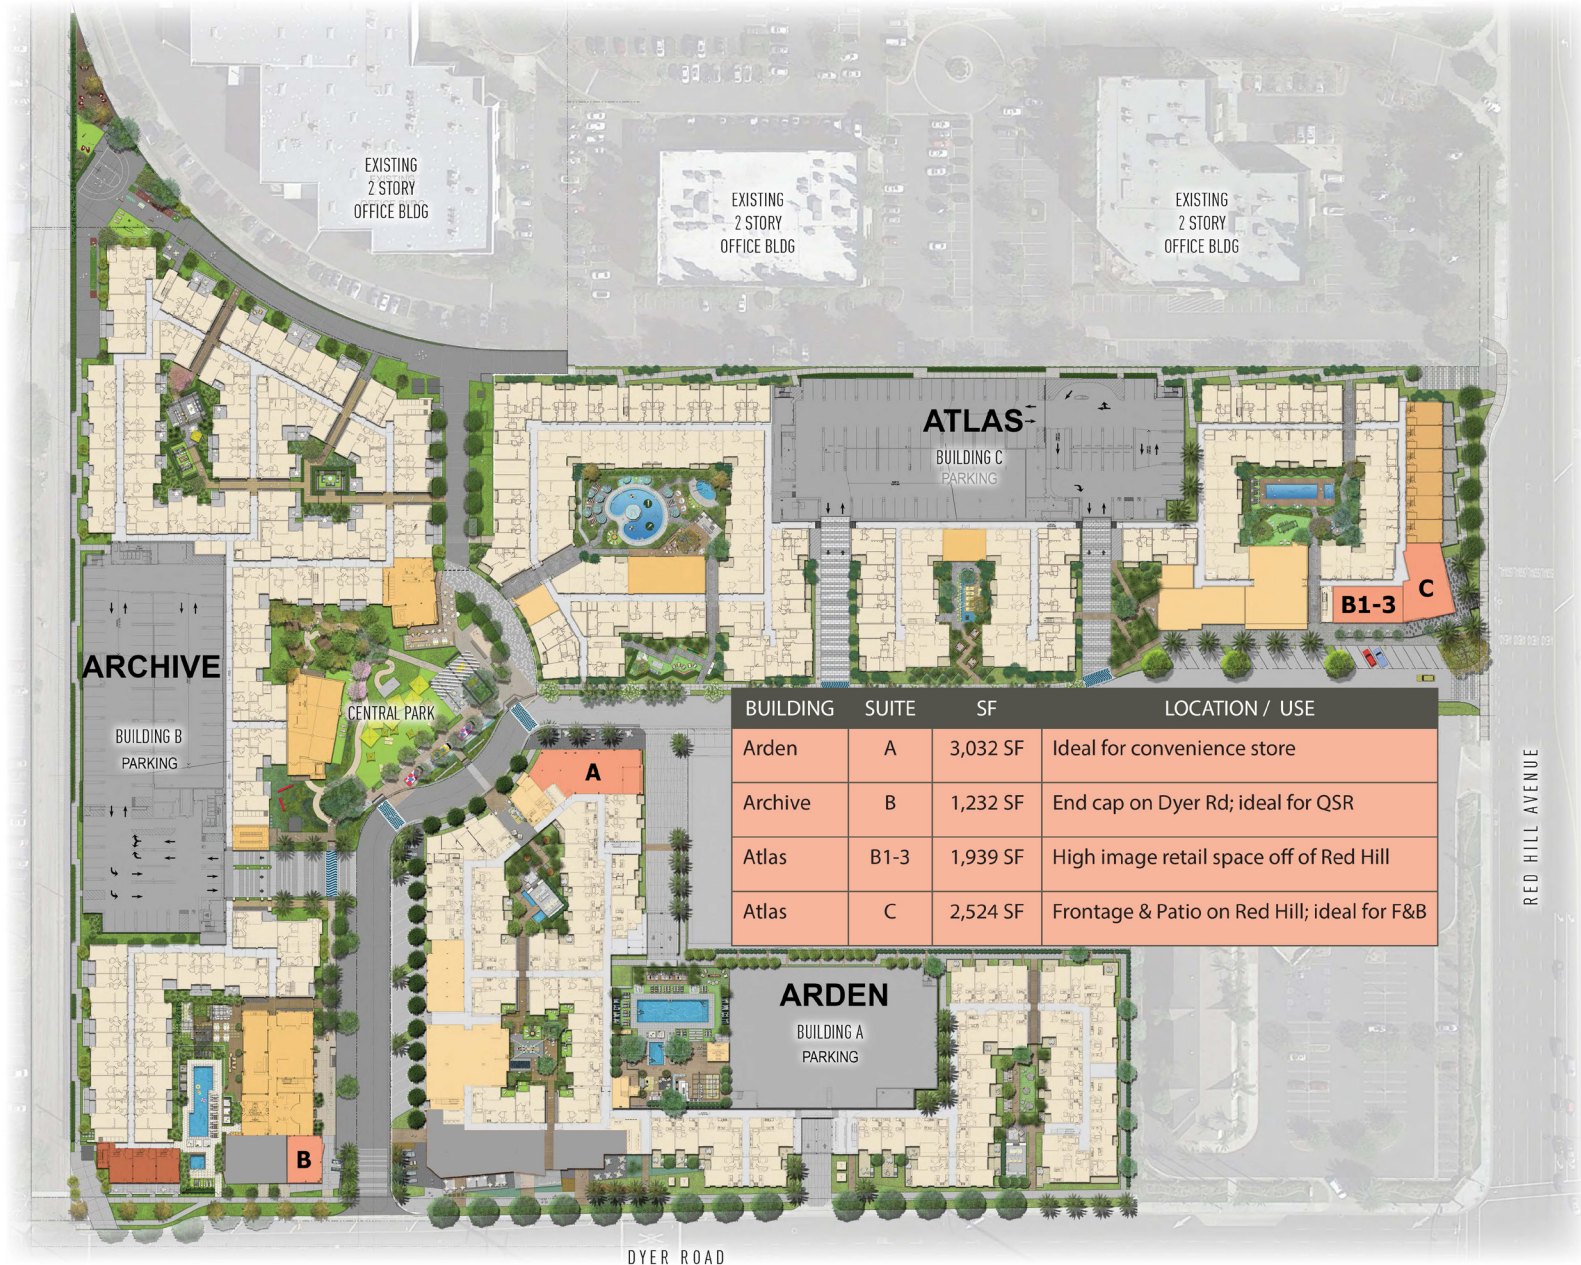 EXISTING
2 STORY
OFFICE BLDG
EXISTING
2 STORY
OFFICE BLDG
EXISTING
2 STORY
OFFICE BLDG
ATLAS
BUILDING C
PARKING
B1-3
C
ARCHIVE
BUILDING B
PARKING
CENTRAL PARK
A
BUILDING SUITE SF LOCATION / USE
Arden A 3,032 SF Ideal for convenience store
Archive B 1,232 SF End cap on Dyer Rd; ideal for QSR
Atlas B1-3 1,939 SF High image retail space off of Red Hill
Atlas C 2,524 SF Frontage & Patio on Red Hill; ideal for F&B
RED HILL AVENUE
ARDEN
BUILDING A
PARKING
B
DYER ROAD